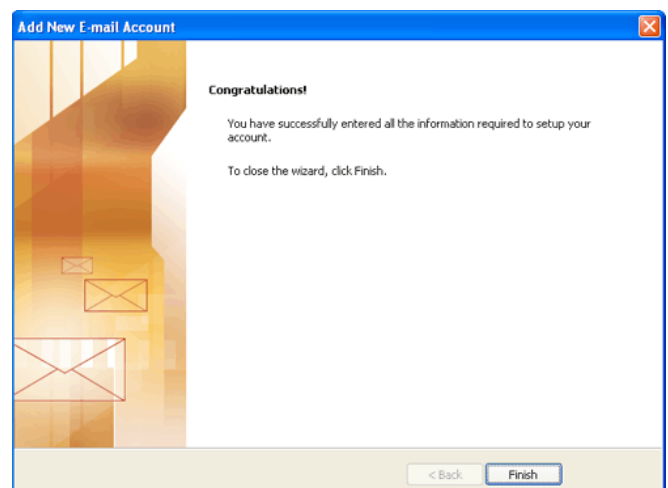 Add New E-mail Account
Congratulations!
You have successfully entered all the information required to setup your
account.
To close the wizard, click Finish.
< Back
Finish